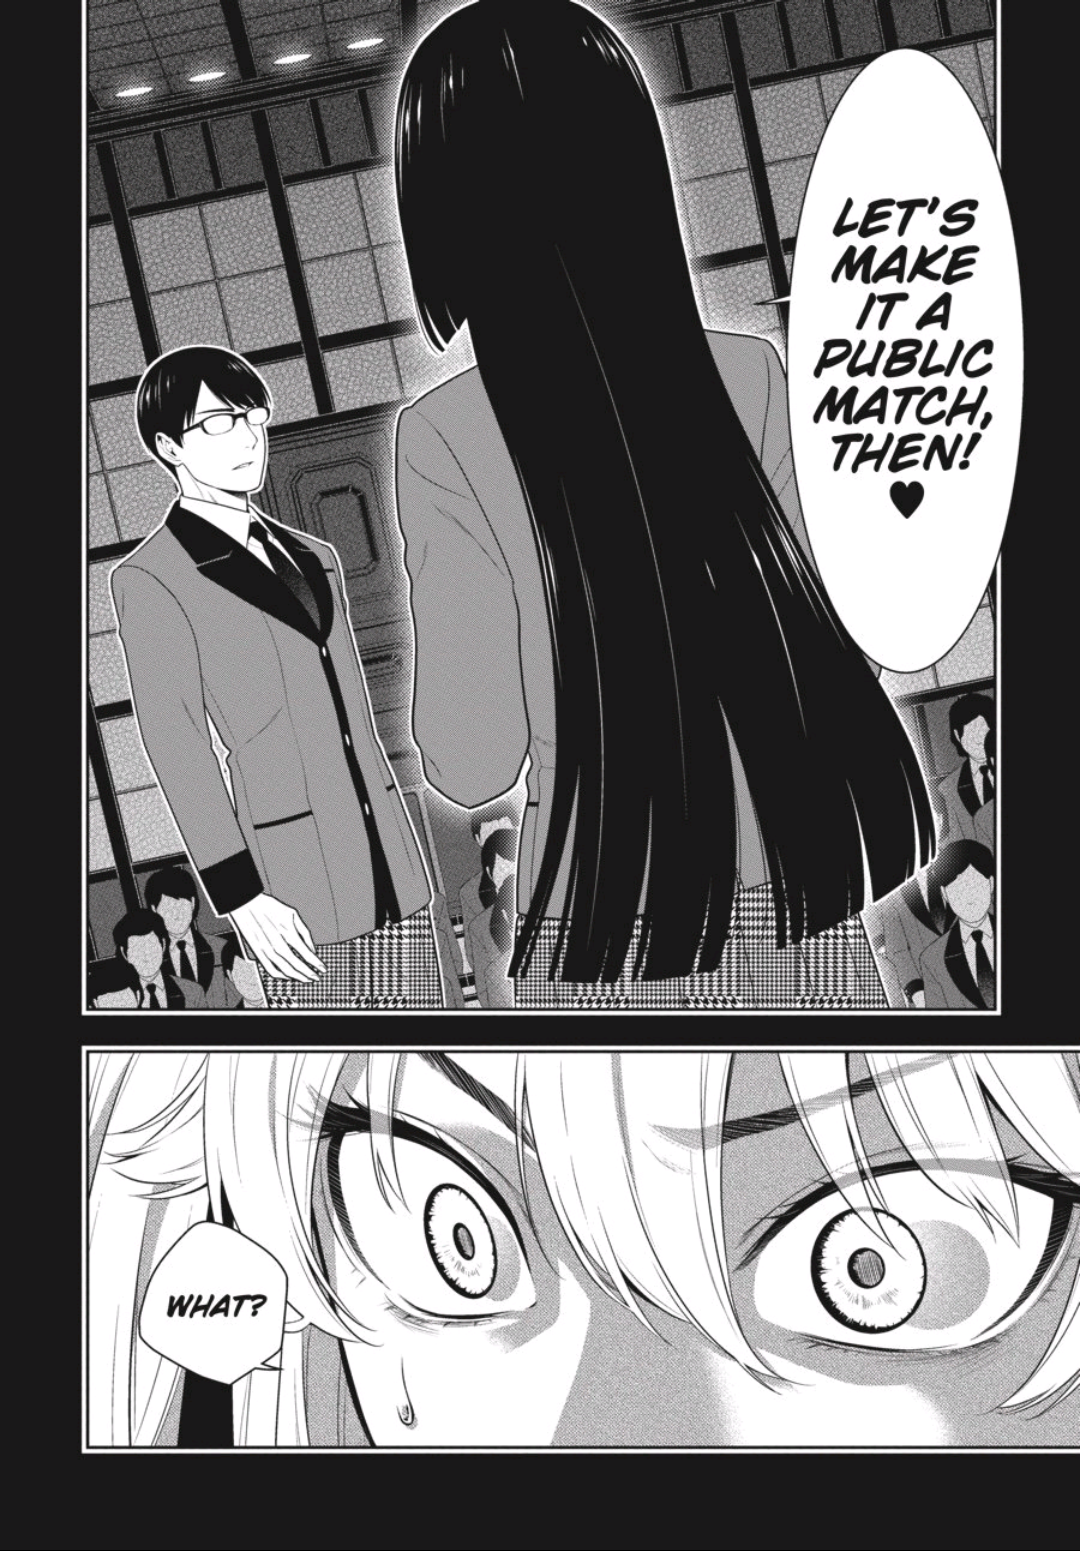 LET'S
MAKE
IT A
PUBLIC
MATCH,
THEN!
♥
WHAT?